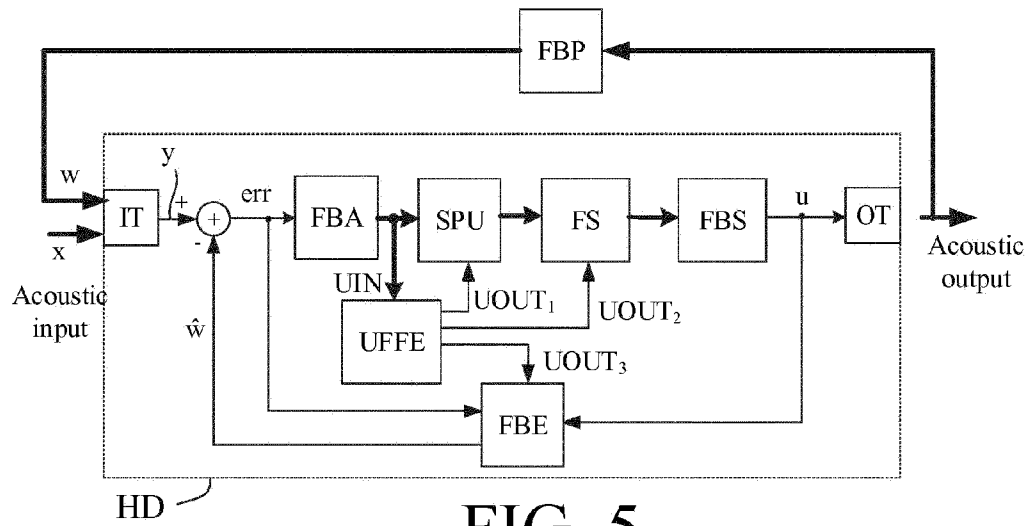 FBP
w
y
err
u
+
+
-
IT
FBA
SPU
FS
FBS
OT
x
Acoustic
input
Acoustic
output
UIN
UOUT1
UOUT2
ŵ
UFFE
UOUT3
FBE
HD
FIG. 5